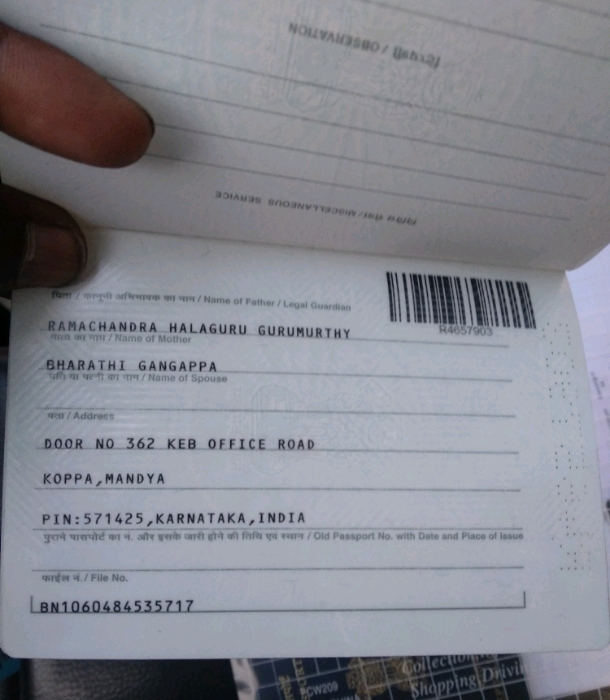 टिप्पणी / OBSERVATION
विविध सेवा / MISCELLANEOUS SERVICE
पिता / कानूनी अभिभावक का नाम / Name of Father / Legal Guardian
R4657903
RAMACHANDRA HALAGURU GURUMURTHY
माता का नाम / Name of Mother
BHARATHI GANGAPPA
पति या पत्नी का नाम / Name of Spouse
पता / Address
DOOR NO 362 KEB OFFICE ROAD
KOPPA,MANDYA
PIN:571425,KARNATAKA,INDIA
पुराने पासपोर्ट का नं. और इसके जारी होने की तिथि एवं स्थान / Old Passport No. with Date and Place of Issue
फाईल नं./ File No.
BN1060484535717
Collection
Shopping Drivi